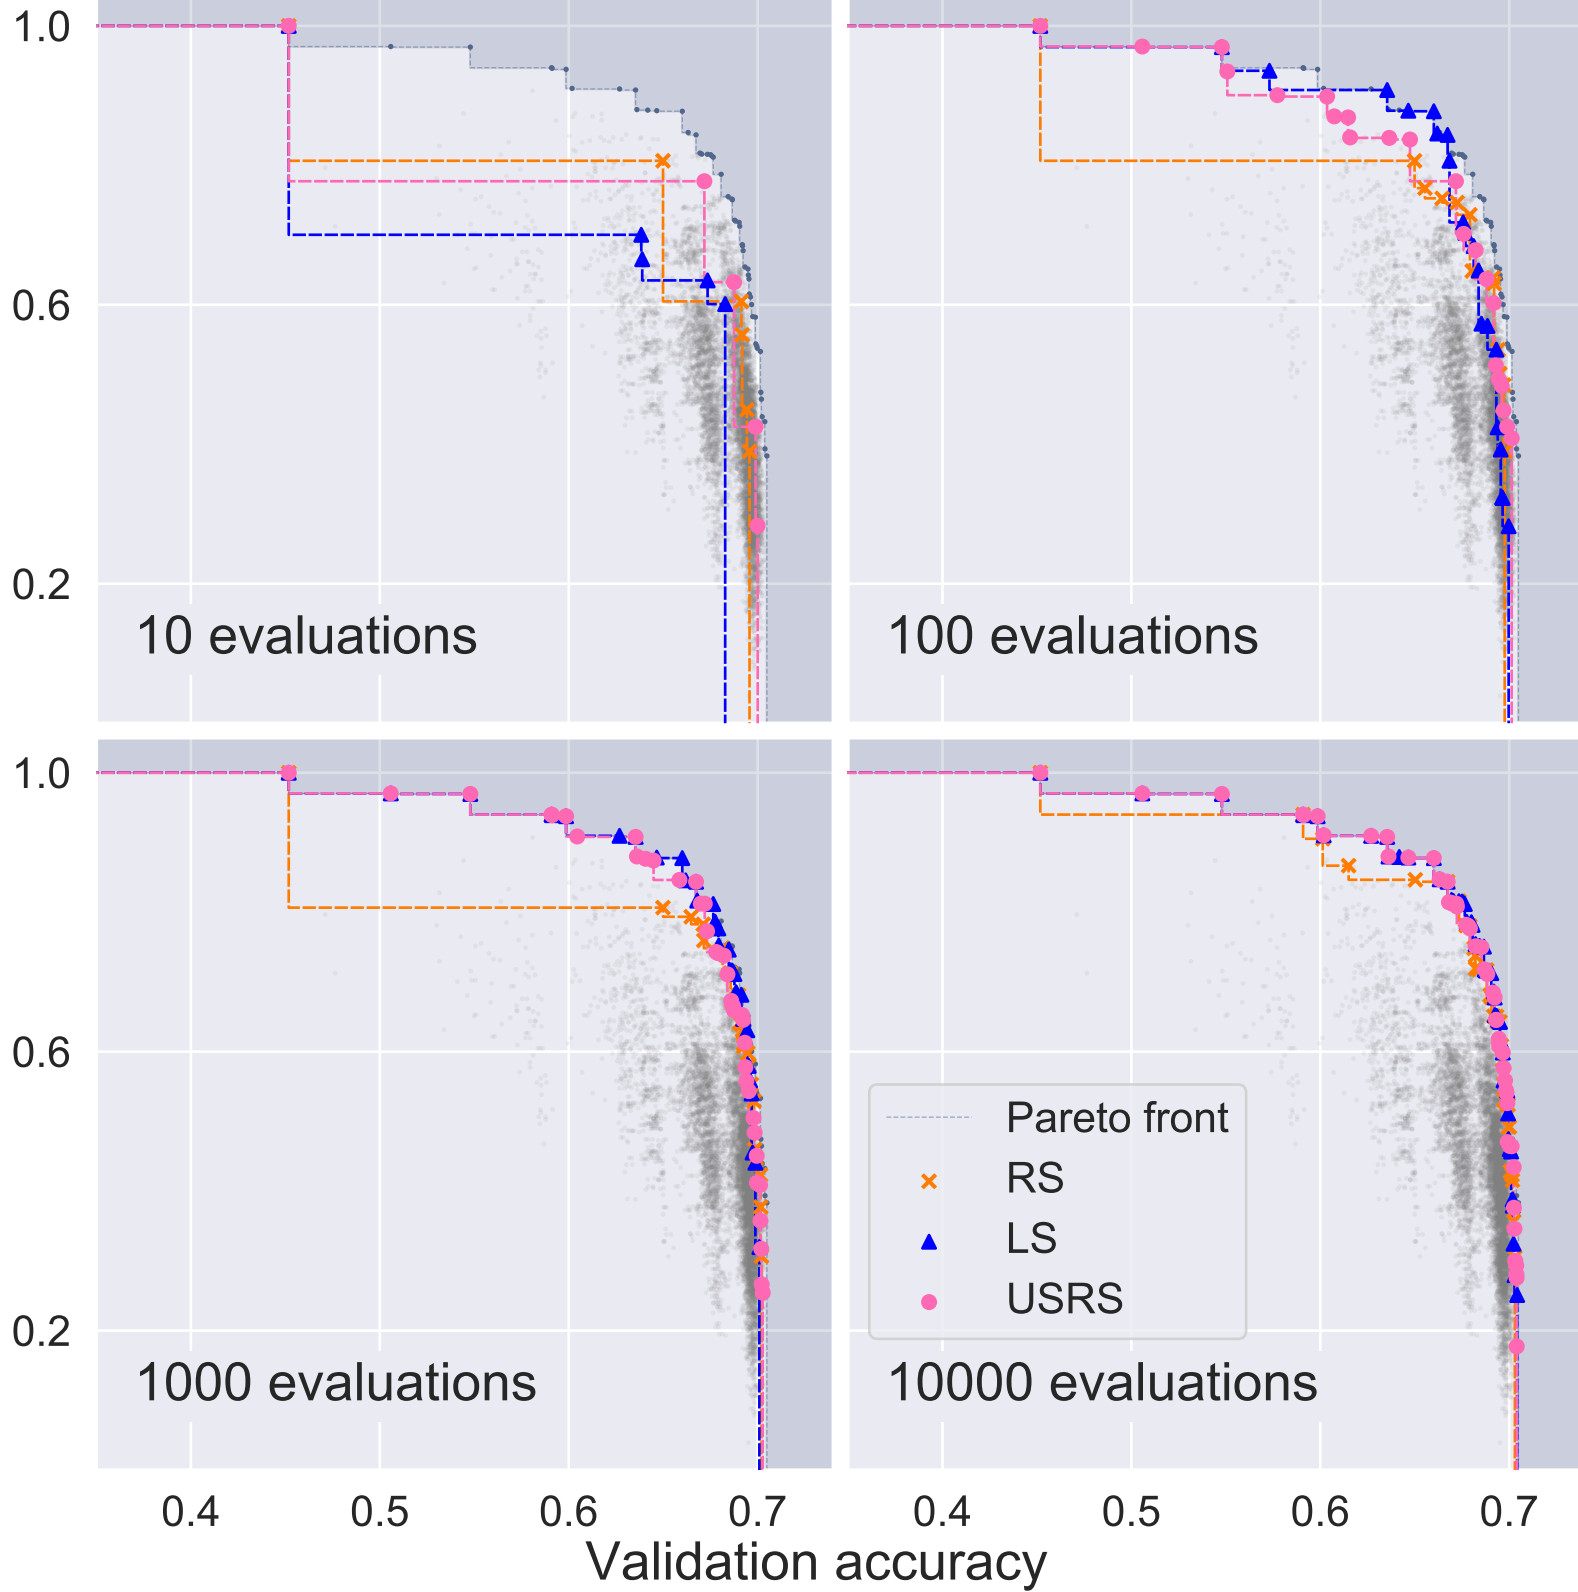 1.0
0.6
0.2
10 evaluations
100 evaluations
1.0
0.6
0.2
1000 evaluations
Pareto front
RS
LS
USRS
10000 evaluations
0.4 0.5 0.6 0.7 0.4 0.5 0.6 0.7
Validation accuracy